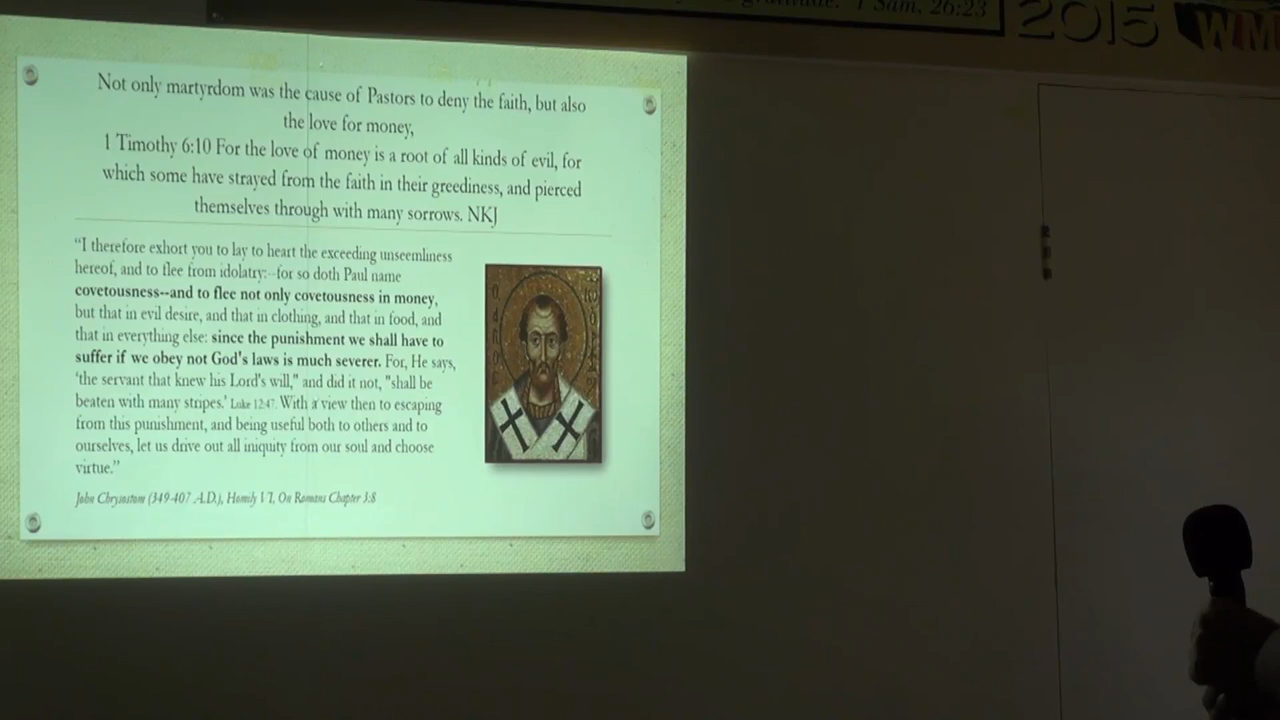 gratitude. 1 Sam. 26:23
2015 WM
Not only martyrdom was the cause of Pastors to deny the faith, but also
the love for money,
1 Timothy 6:10 For the love of money is a root of all kinds of evil, for
which some have strayed from the faith in their greediness, and pierced
themselves through with many sorrows. NKJ
“I therefore exhort you to lay to heart the exceeding unseemliness
hereof, and to flee from idolatry:--for so doth Paul name
covetousness--and to flee not only covetousness in money,
but that in evil desire, and that in clothing, and that in food, and
that in everything else: since the punishment we shall have to
suffer if we obey not God's laws is much severer. For, He says,
'the servant that knew his Lord's will," and did it not, "shall be
beaten with many stripes.' Luke 12:47. With a view then to escaping
from this punishment, and being useful both to others and to
ourselves, let us drive out all iniquity from our soul and choose
virtue.”
John Chrysostom (349-407 A.D.), Homily 17, On Romans Chapter 3:8